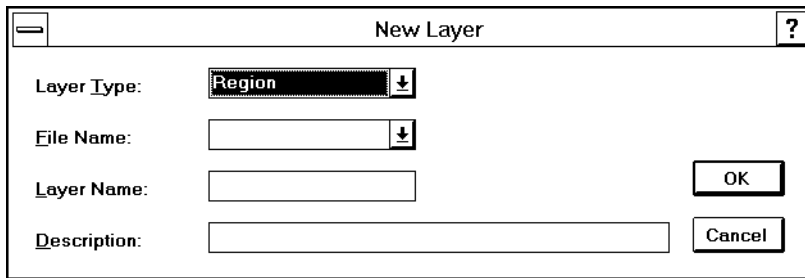 New Layer ?
Layer Type: Region
File Name:
Layer Name:
OK
Description:
Cancel